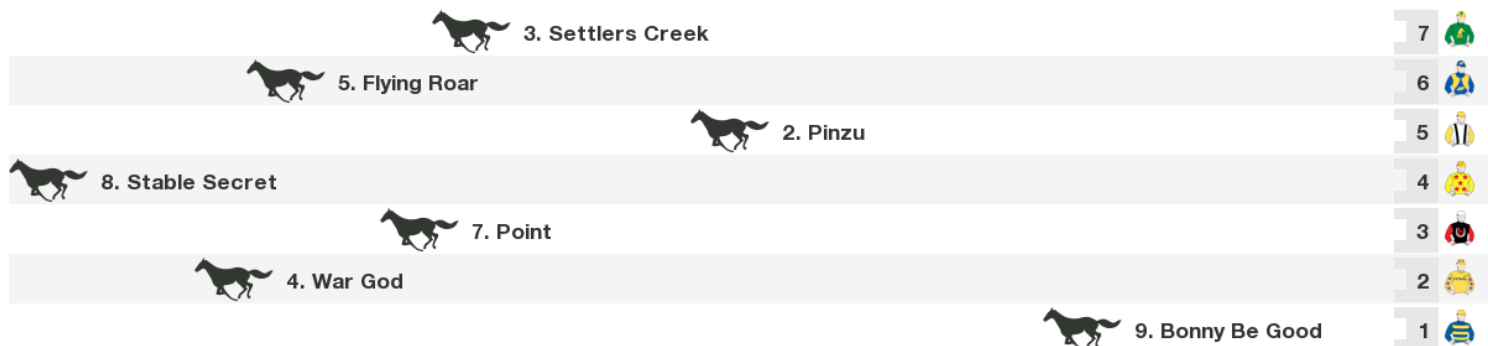 3. Settlers Creek 7
5. Flying Roar 6
2. Pinzu 5
8. Stable Secret 4
7. Point 3
4. War God 2
9. Bonny Be Good 1